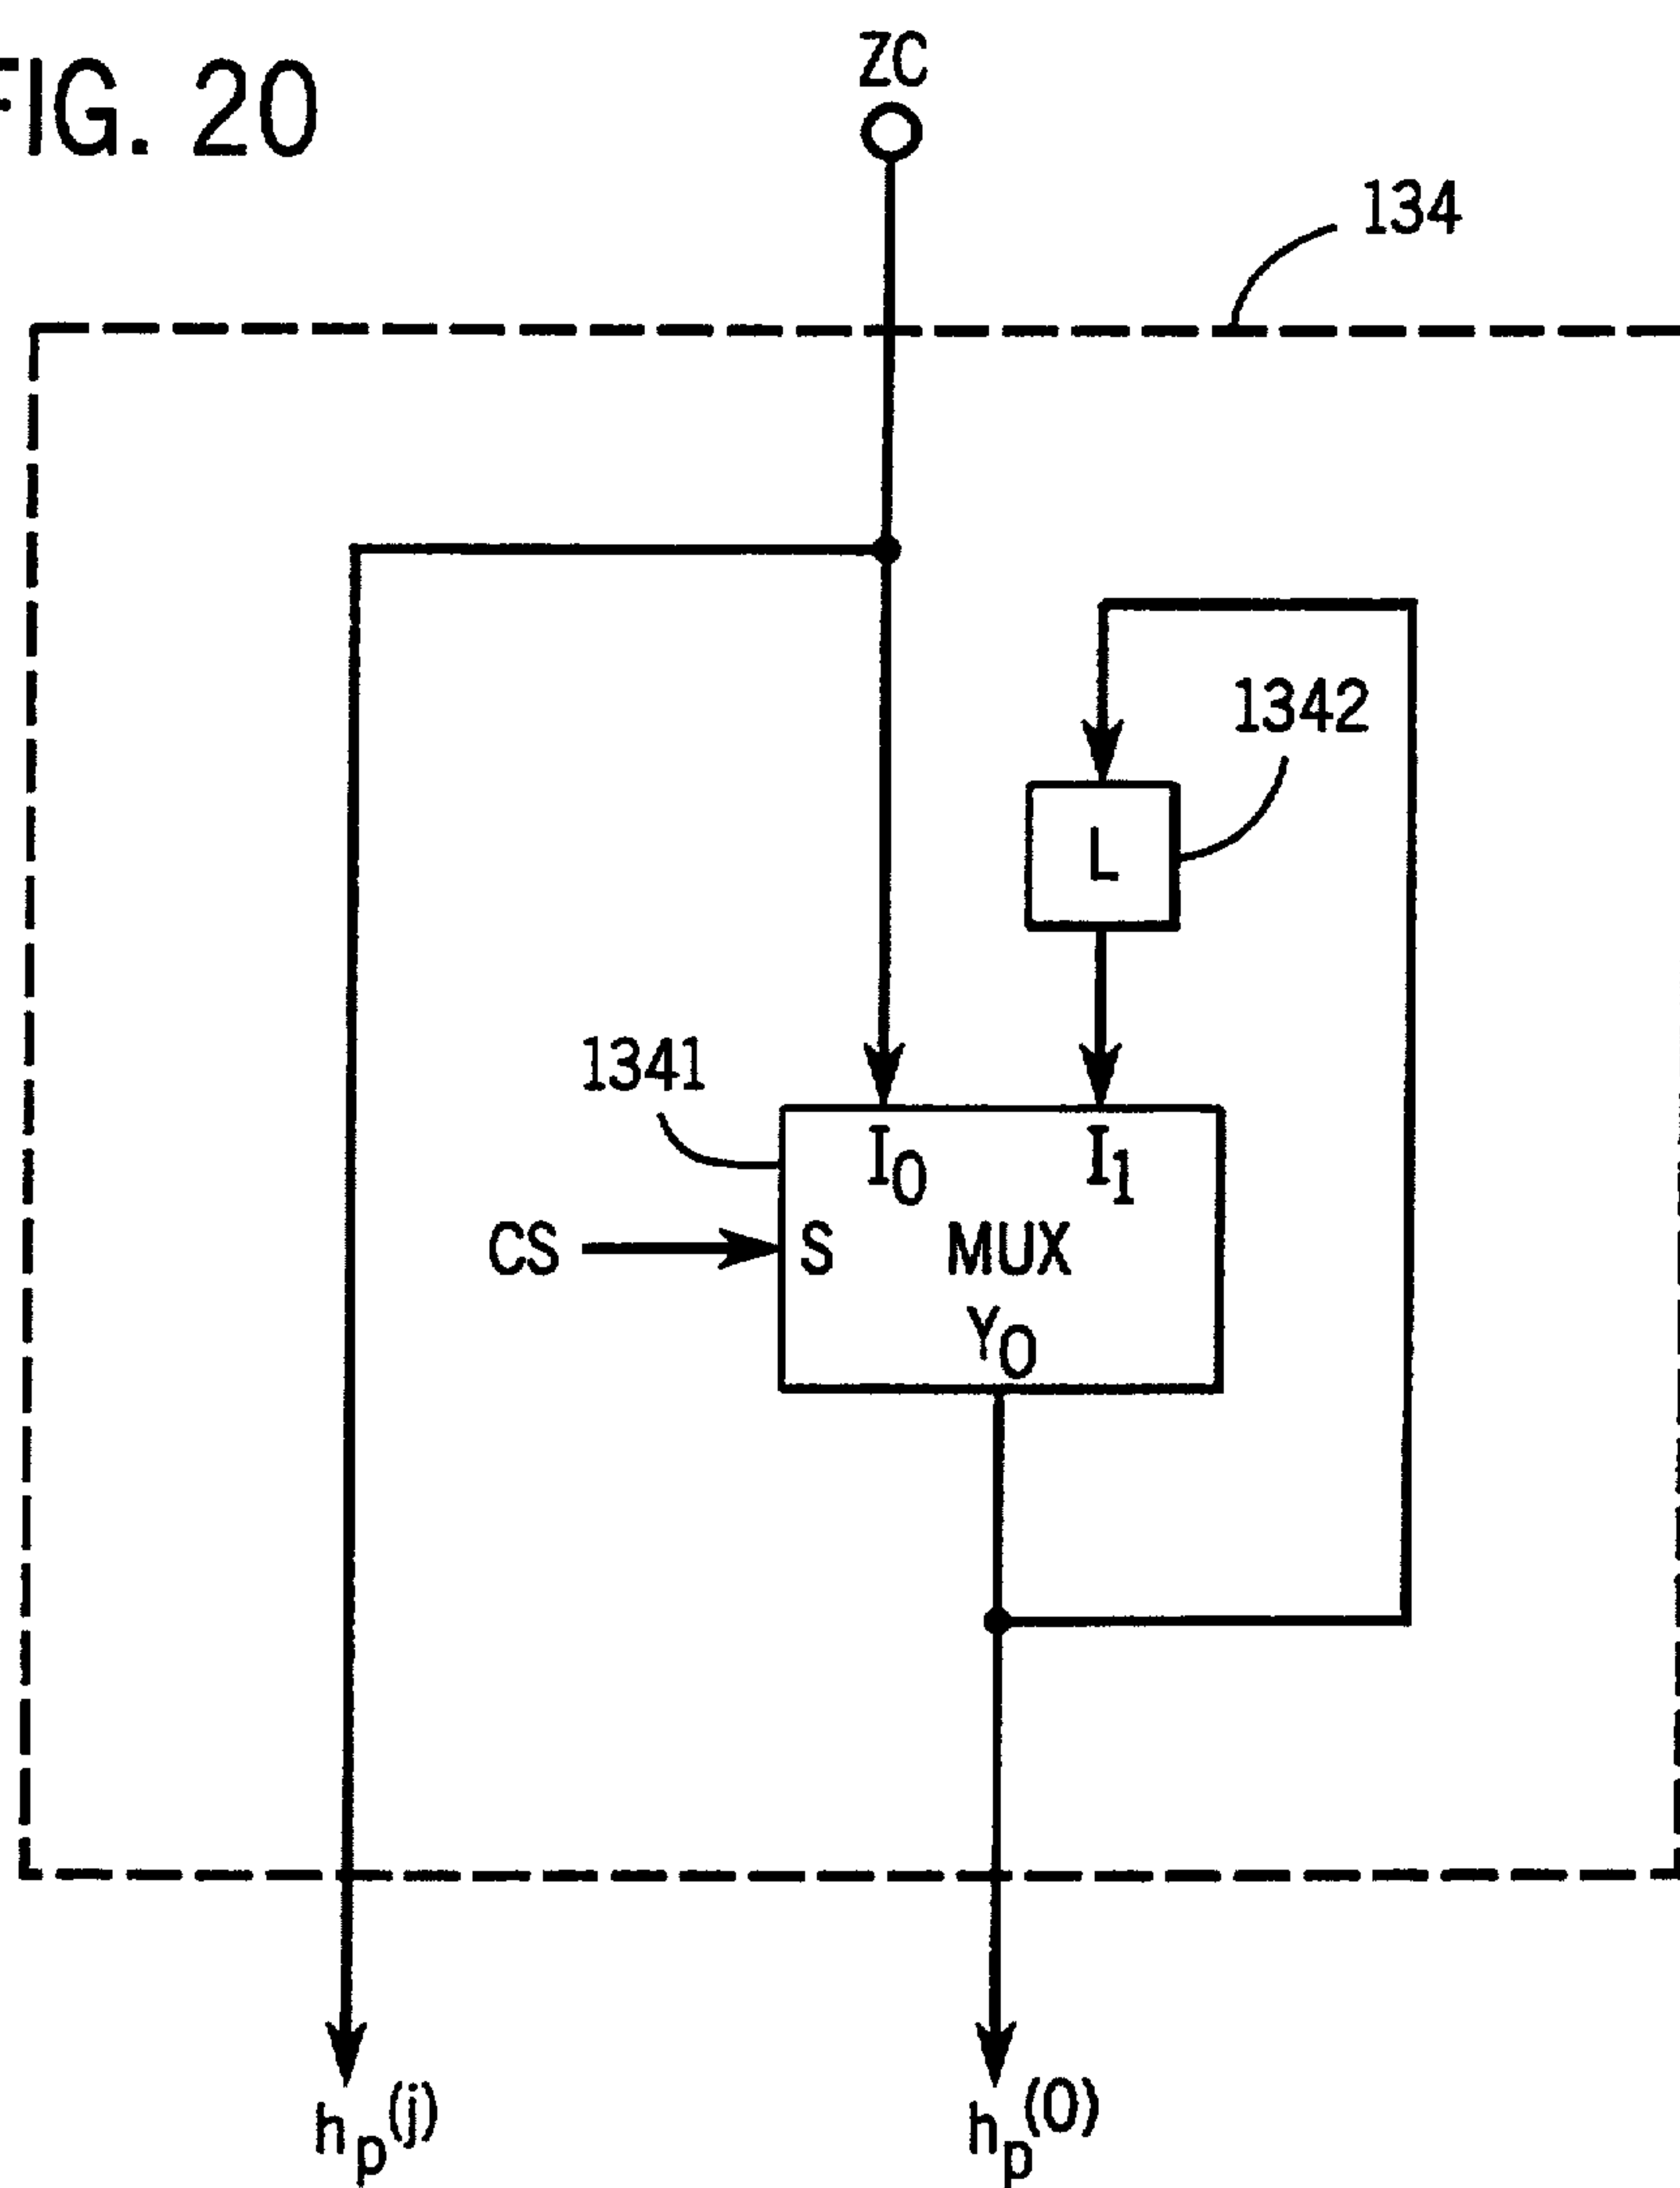 FIG. 20
ZC
134
1342
L
1341
I0 I1
CS S MUX
Y0
hp(j) hp(0)